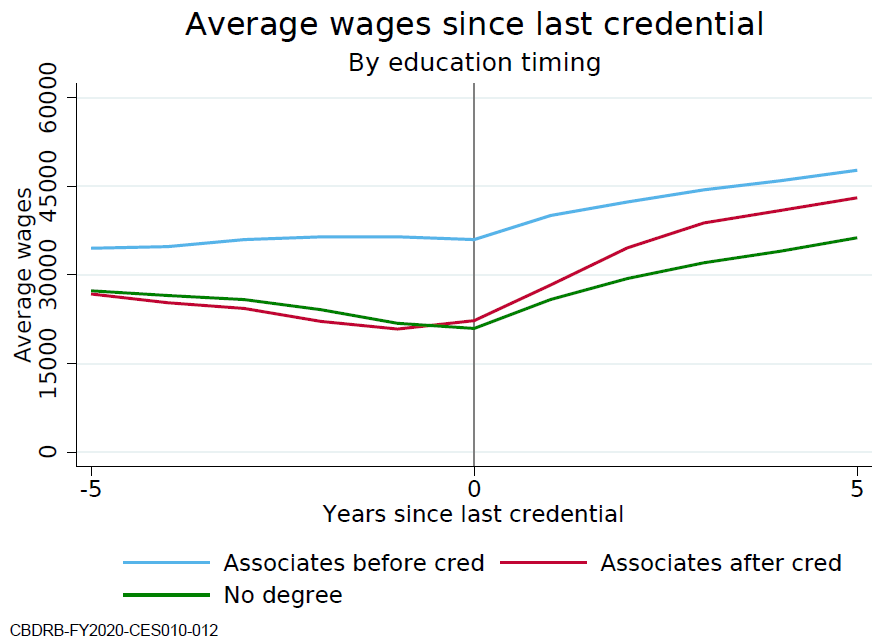 Average wages since last credential
By education timing
Average wages
60000
45000
30000
15000
0
-5 0 5
Years since last credential
Associates before cred Associates after cred
No degree
CBDRB-FY2020-CES010-012